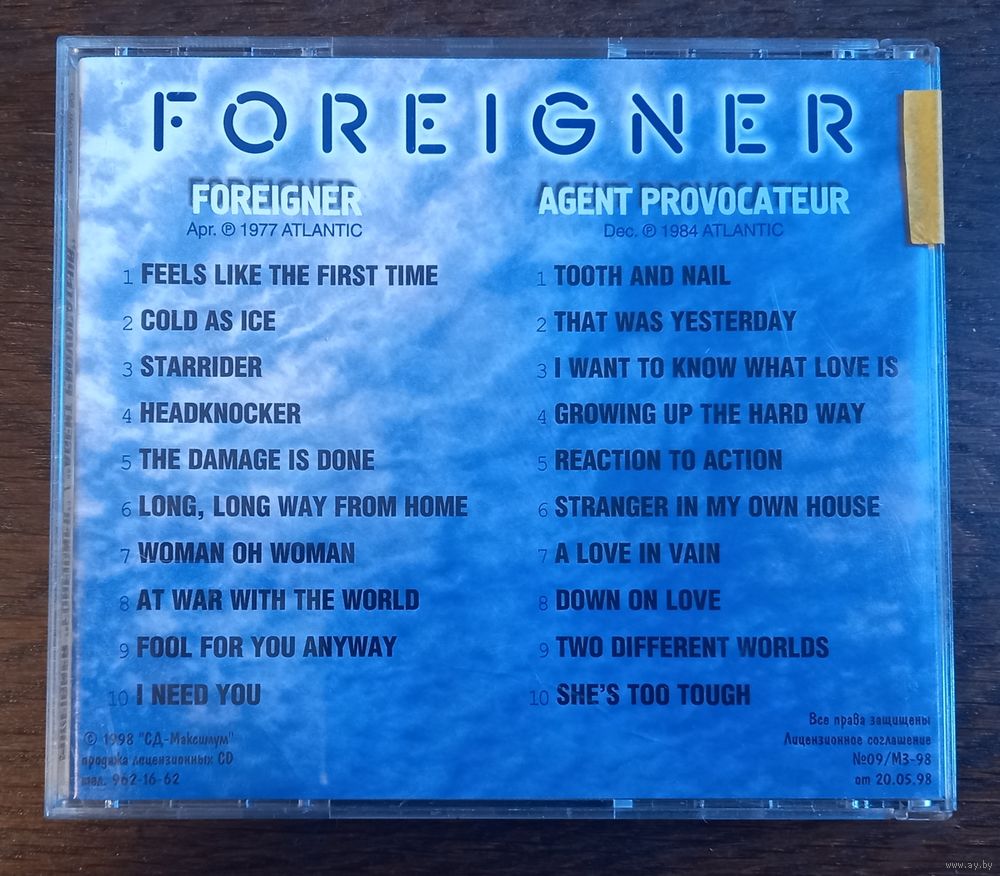 FOREIGNER
FOREIGNER
Apr. ℗ 1977 ATLANTIC
1 FEELS LIKE THE FIRST TIME
2 COLD AS ICE
3 STARRIDER
4 HEADKNOCKER
5 THE DAMAGE IS DONE
6 LONG, LONG WAY FROM HOME
7 WOMAN OH WOMAN
8 AT WAR WITH THE WORLD
9 FOOL FOR YOU ANYWAY
10 I NEED YOU
AGENT PROVOCATEUR
Dec. ℗ 1984 ATLANTIC
1 TOOTH AND NAIL
2 THAT WAS YESTERDAY
3 I WANT TO KNOW WHAT LOVE IS
4 GROWING UP THE HARD WAY
5 REACTION TO ACTION
6 STRANGER IN MY OWN HOUSE
7 A LOVE IN VAIN
8 DOWN ON LOVE
9 TWO DIFFERENT WORLDS
10 SHE'S TOO TOUGH
© 1998 "СД-Максимум"
продажа лицензионных CD
тел. 962-16-62
Все права защищены
Лицензионное соглашение
№09/МЗ-98
от 20.05.98
www.ay.by